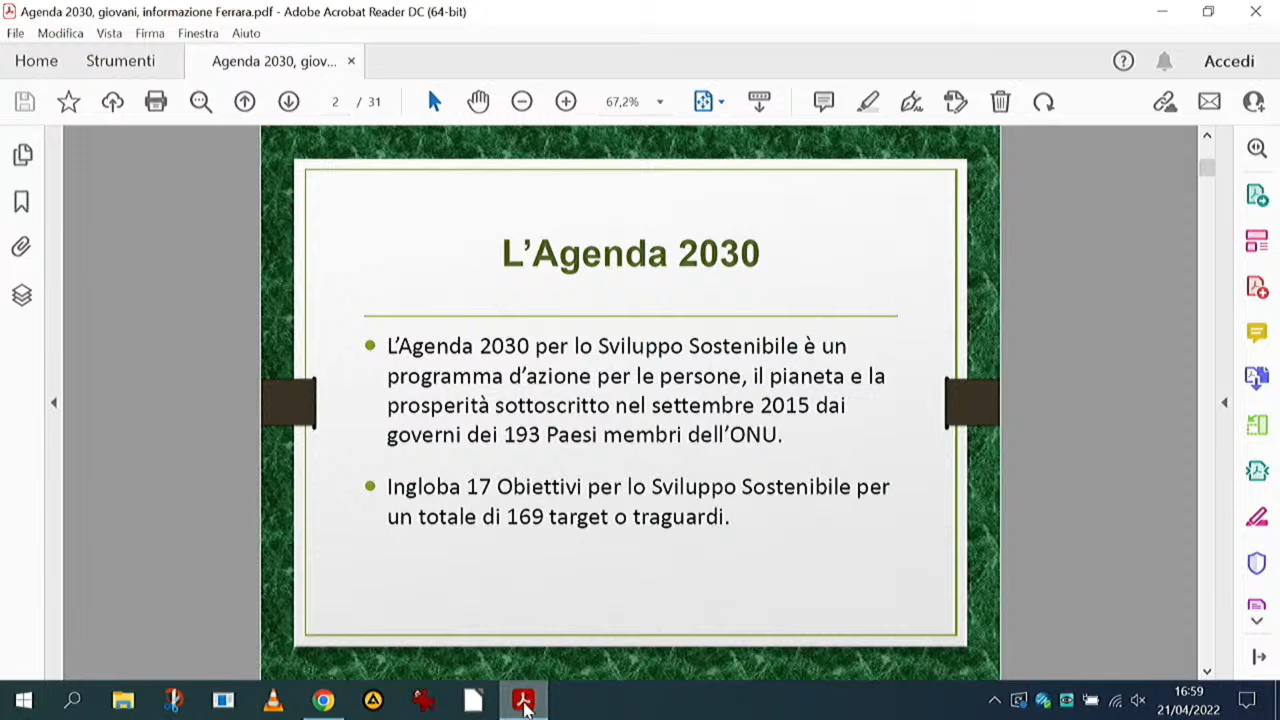 Agenda 2030, giovani, informazione Ferrara.pdf - Adobe Acrobat Reader DC (64-bit)
File Modifica Vista Firma Finestra Aiuto
Home Strumenti Agenda 2030, giov... × Accedi
2 / 31 67,2%
L’Agenda 2030
L’Agenda 2030 per lo Sviluppo Sostenibile è un
programma d’azione per le persone, il pianeta e la
prosperità sottoscritto nel settembre 2015 dai
governi dei 193 Paesi membri dell’ONU.
Ingloba 17 Obiettivi per lo Sviluppo Sostenibile per
un totale di 169 target o traguardi.
16:59
21/04/2022